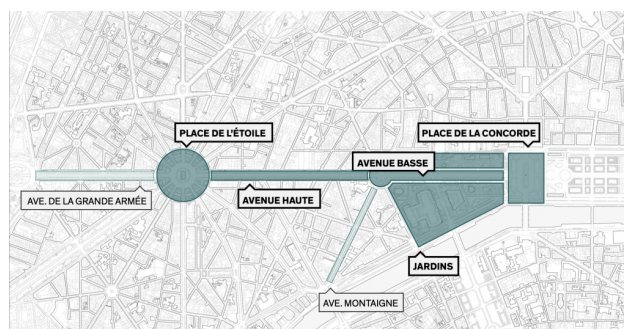 PLACE DE L'ÉTOILE
PLACE DE LA CONCORDE
AVENUE BASSE
AVE. DE LA GRANDE ARMÉE
AVENUE HAUTE
JARDINS
AVE. MONTAIGNE